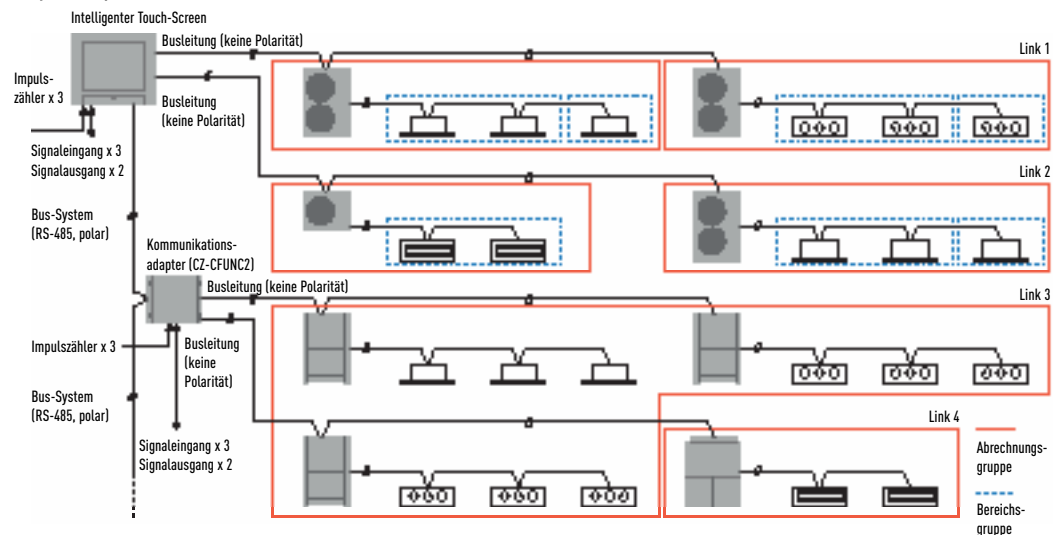 Intelligenter Touch-Screen
Busleitung (keine Polarität)
Link 1
Impuls-
zähler x 3
Busleitung
(keine Polarität)
Signaleingang x 3
Signalausgang x 2
Link 2
Bus-System
(RS-485, polar)
Kommunikations-
adapter (CZ-CFUNC2)
Busleitung (keine Polarität)
Link 3
Impulszähler x 3
Busleitung
(keine
Polarität)
Bus-System
(RS-485, polar)
Signaleingang x 3
Signalausgang x 2
Link 4
Abrechnungs-
gruppe
Bereichs-
gruppe